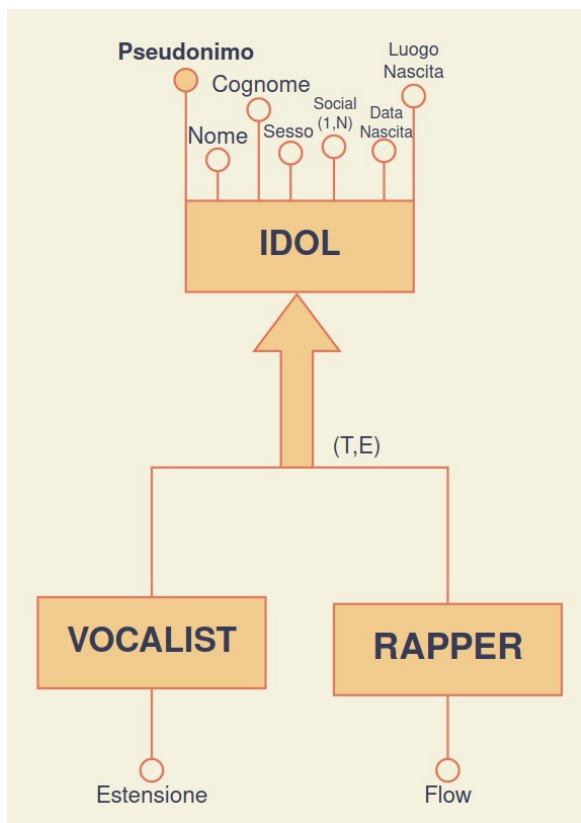 Pseudonimo
Cognome
Nome
Sesso
Social
(1,N)
Data
Nascita
Luogo
Nascita
IDOL
(T,E)
VOCALIST
RAPPER
Estensione
Flow